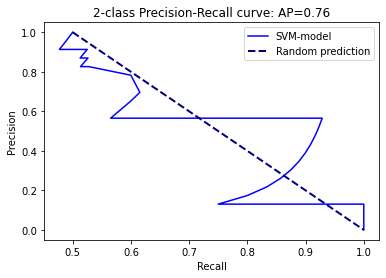 2-class Precision-Recall curve: AP=0.76
SVM-model
Random prediction
Precision
1.0
0.8
0.6
0.4
0.2
0.0
0.5 0.6 0.7 0.8 0.9 1.0
Recall